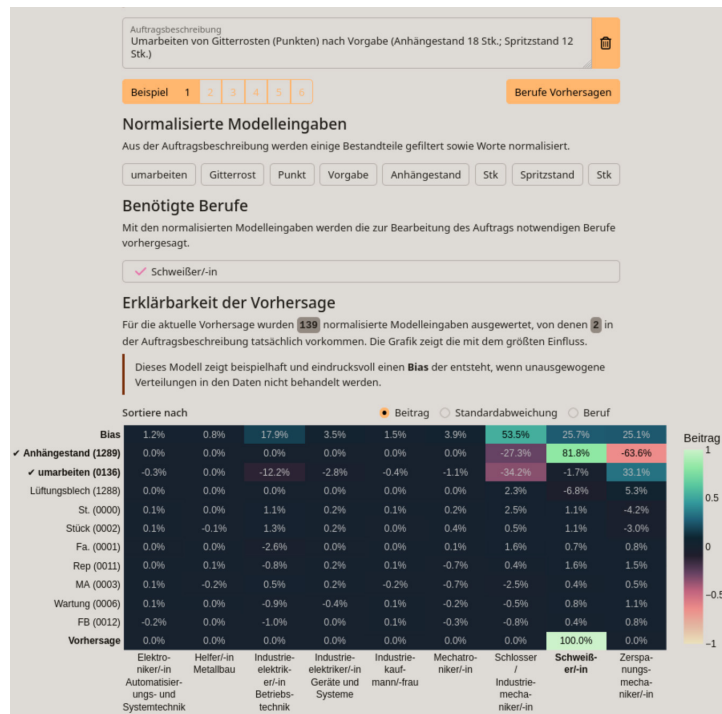 Auftragsbeschreibung
Umarbeiten von Gitterrosten (Punkten) nach Vorgabe (Anhängestand 18 Stk.; Spritzstand 12
Stk.)
Beispiel 1 2 3 4 5 6 Berufe Vorhersagen
Normalisierte Modelleingaben
Aus der Auftragsbeschreibung werden einige Bestandteile gefiltert sowie Worte normalisiert.
umarbeiten Gitterrost Punkt Vorgabe Anhängestand Stk Spritzstand Stk
Benötigte Berufe
Mit den normalisierten Modelleingaben werden die zur Bearbeitung des Auftrags notwendigen Berufe
vorhergesagt.
Schweißer/-in
Erklärbarkeit der Vorhersage
Für die aktuelle Vorhersage wurden 139 normalisierte Modelleingaben ausgewertet, von denen 2 in
der Auftragsbeschreibung tatsächlich vorkommen. Die Grafik zeigt die mit dem größten Einfluss.
Dieses Modell zeigt beispielhaft und eindrucksvoll einen Bias der entsteht, wenn unausgewogene
Verteilungen in den Daten nicht behandelt werden.
Sortiere nach Beitrag Standardabweichung Beruf
Bias 1.2% 0.8% 17.9% 3.5% 1.5% 3.9% 53.5% 25.7% 25.1%
✔ Anhängestand (1289) 0.0% 0.0% 0.0% 0.0% 0.0% 0.0% -27.3% 81.8% -63.6%
✔ umarbeiten (0136) -0.3% 0.0% -12.2% -2.8% -0.4% -1.1% -34.2% -1.7% 33.1%
Lüftungsblech (1288) 0.0% 0.0% 0.0% 0.0% 0.0% 0.0% 2.3% -6.8% 5.3%
St. (0000) 0.1% 0.0% 1.1% 0.2% 0.1% 0.2% 2.5% 1.1% -4.2%
Stück (0002) 0.1% -0.1% 1.3% 0.2% 0.0% 0.4% 0.5% 1.1% -3.0%
Fa. (0001) 0.0% 0.0% -2.6% 0.0% 0.0% 0.1% 1.6% 0.7% 0.8%
Rep (0011) 0.0% 0.1% -0.8% 0.2% 0.1% -0.7% 0.4% 1.6% 1.5%
MA (0003) 0.1% -0.2% 0.5% 0.2% -0.2% -0.7% -2.5% 0.4% 0.5%
Wartung (0006) 0.1% 0.0% -0.9% -0.4% 0.1% -0.2% -0.5% 0.8% 1.1%
FB (0012) -0.2% 0.0% -1.0% 0.0% 0.1% -0.3% -0.8% 0.4% 0.8%
Vorhersage 0.0% 0.0% 0.0% 0.0% 0.0% 0.0% 0.0% 100.0% 0.0%
Elektro- Helfer/-in Industrie- Industrie- Industrie- Mechatro- Schlosser Schweiß- Zerspa-
niker/-in Metallbau elektrik- elektriker/-in kauf- niker/-in / er/-in nungs-
Automatisier- er/-in Geräte und mann/-frau Industrie- mecha-
ungs- und Betriebs- Systeme mecha- niker/-in
Systemtechnik technik niker/-in
Beitrag
1
0.5
0
−0.5
−1